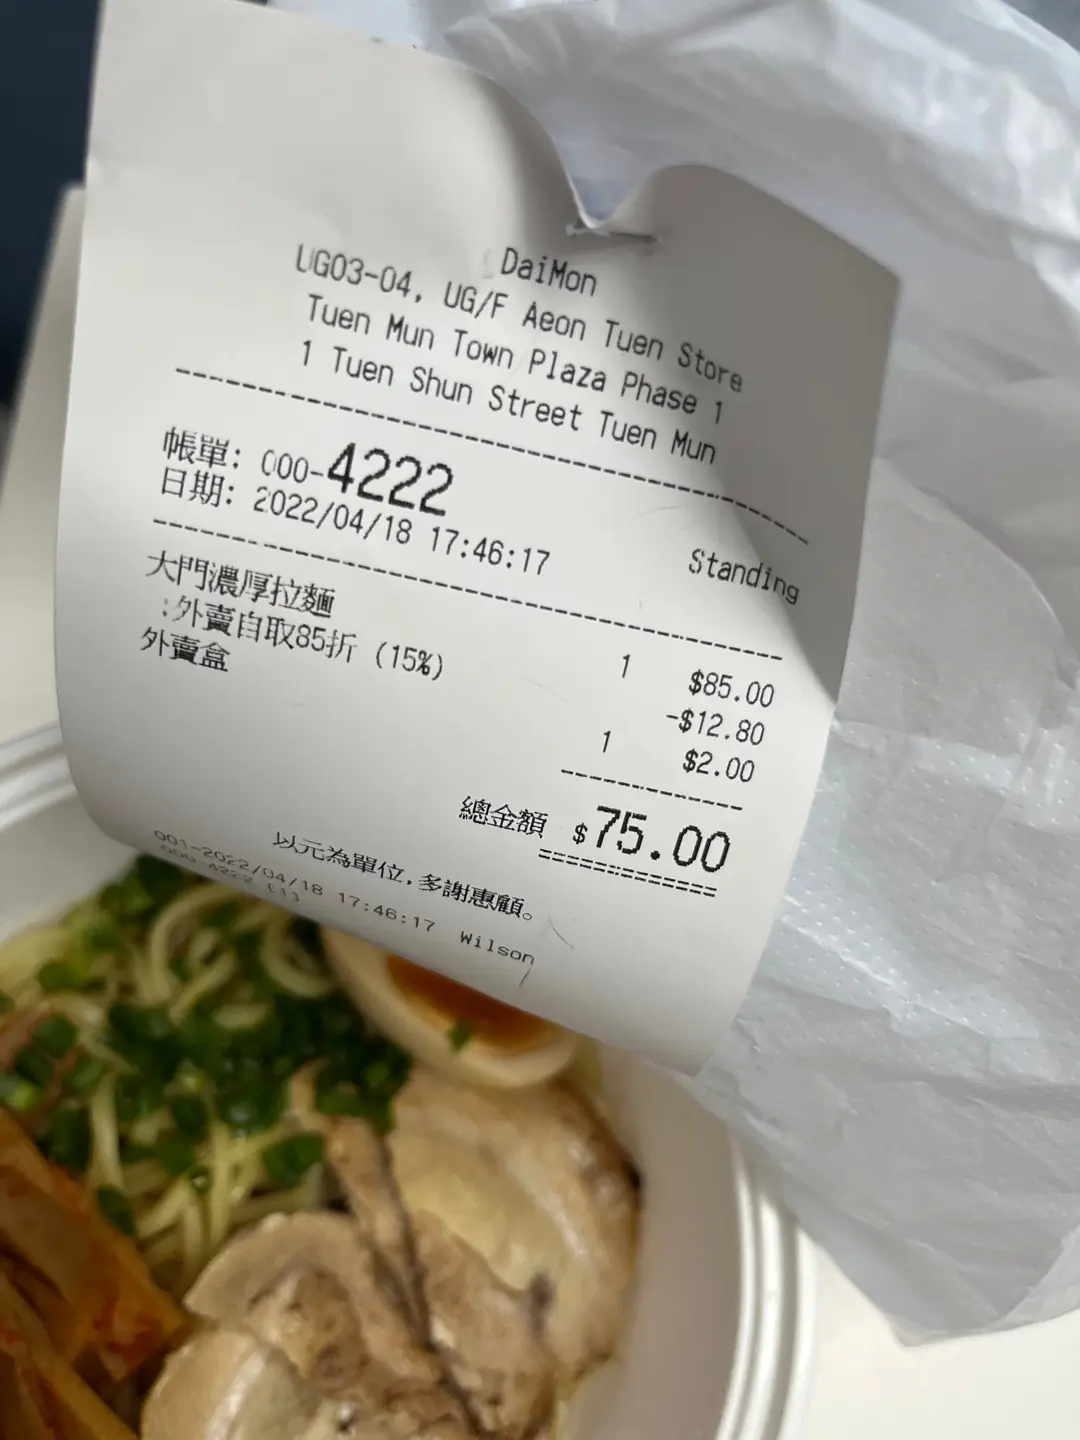 DaiMon
UG03-04, UG/F Aeon Tuen Store
Tuen Mun Town Plaza Phase 1
1 Tuen Shun Street Tuen Mun
帳單: 000-4222 Standing
日期: 2022/04/18 17:46:17
大門濃厚拉麵 1 $85.00
:外賣自取85折 (15%) -$12.80
外賣盒 1 $2.00
總金額 $75.00
以元為單位,多謝惠顧。
001-2022/04/18 17:46:17 Wilson
000-4222 [1]